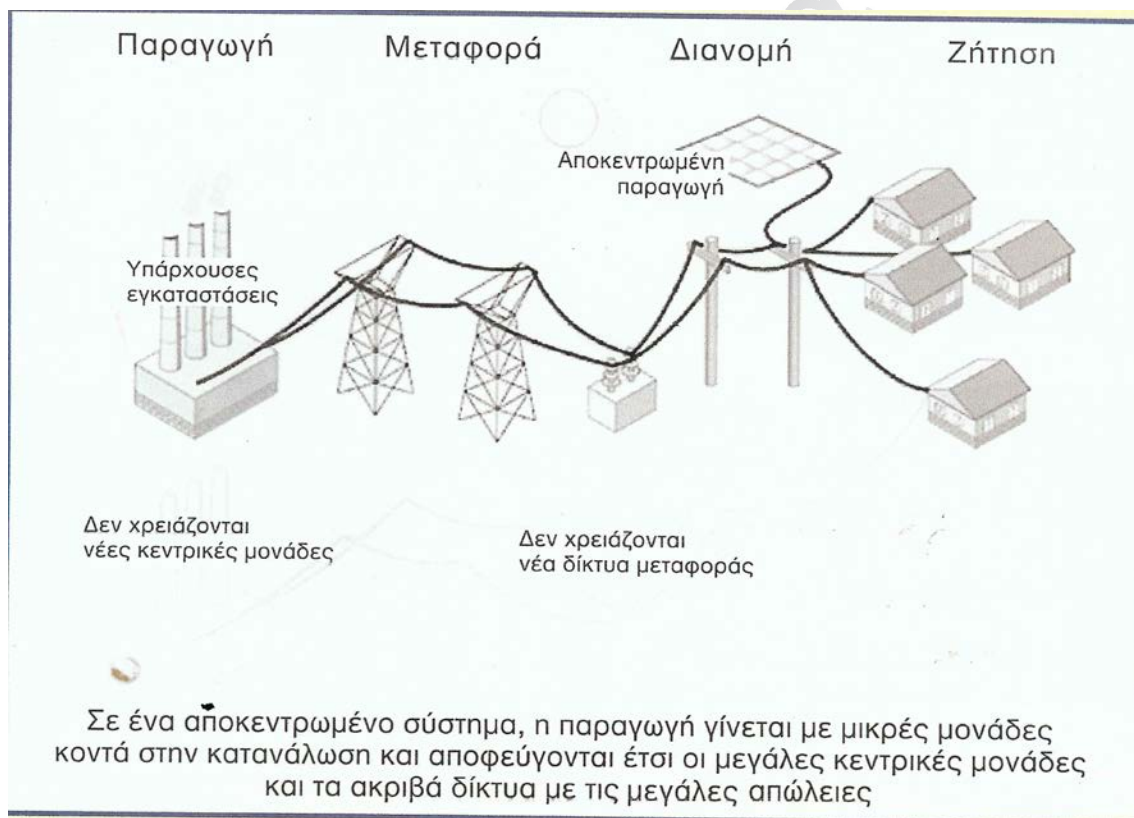 Παραγωγή Μεταφορά Διανομή Ζήτηση
Αποκεντρωμένη
παραγωγή
Υπάρχουσες
εγκαταστάσεις
Δεν χρειάζονται
νέες κεντρικές μονάδες
Δεν χρειάζονται
νέα δίκτυα μεταφοράς
Σε ένα αποκεντρωμένο σύστημα, η παραγωγή γίνεται με μικρές μονάδες
κοντά στην κατανάλωση και αποφεύγονται έτσι οι μεγάλες κεντρικές μονάδες
και τα ακριβά δίκτυα με τις μεγάλες απώλειες